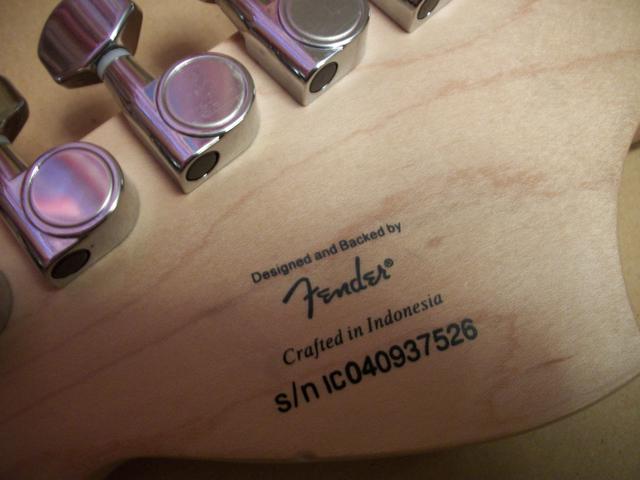 Designed and Backed by
Fender®
Crafted in Indonesia
s/n IC040937526